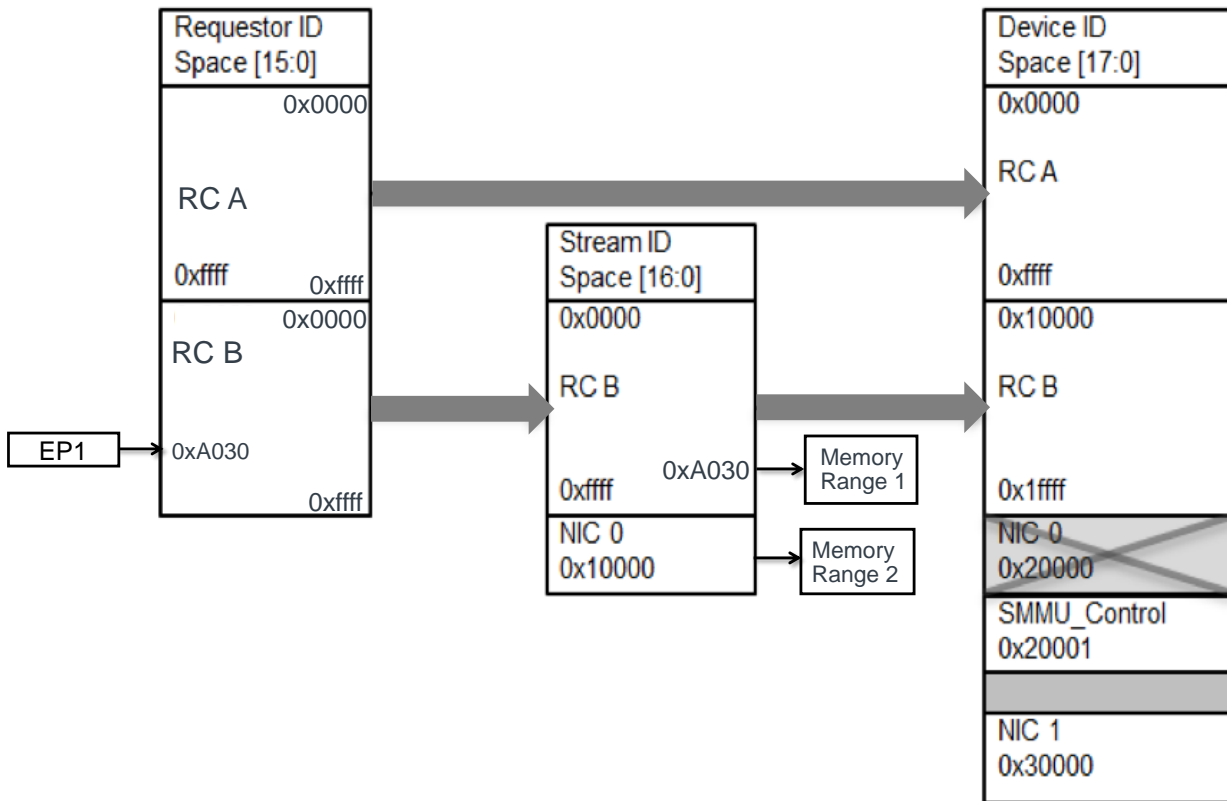 Requestor ID
Space [15:0]
0x0000
RC A
0xffff
0xffff
0x0000
RC B
0xA030
0xffff
EP1
Stream ID
Space [16:0]
0x0000
RC B
0xA030
0xffff
NIC 0
0x10000
Memory
Range 1
Memory
Range 2
Device ID
Space [17:0]
0x0000
RC A
0xffff
0x10000
RC B
0x1ffff
NIC 0
0x20000
SMMU_Control
0x20001
NIC 1
0x30000